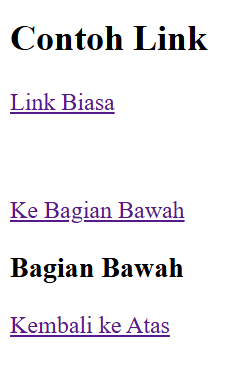 Contoh Link
Link Biasa
Ke Bagian Bawah
Bagian Bawah
Kembali ke Atas